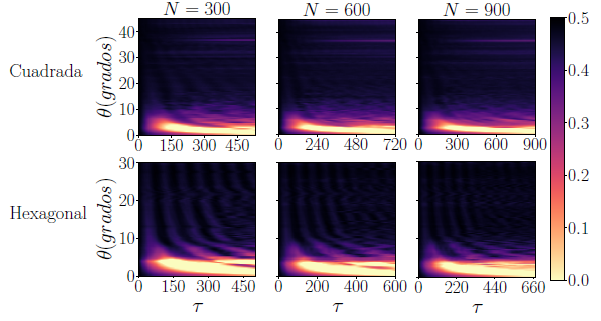 N = 300 N = 600 N = 900
Cuadrada
θ(grados)
40
30
20
10
0
0 150 300 450
0 240 480 720
0 300 600 900
Hexagonal
θ(grados)
30
20
10
0
0 150 300 450
0 200 400 600
0 220 440 660
τ τ τ
0.5
0.4
0.3
0.2
0.1
0.0